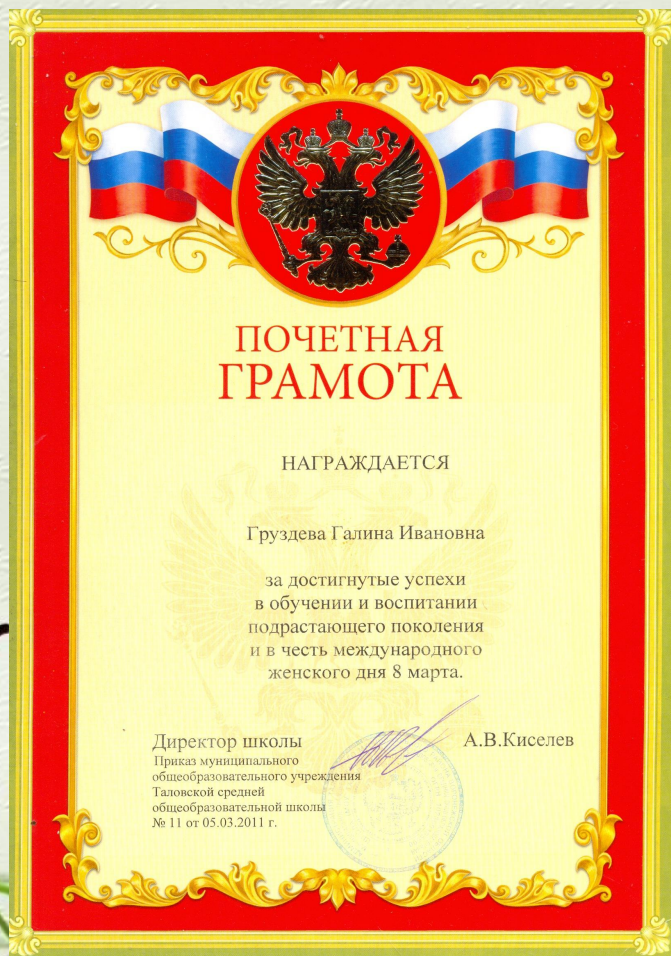 ПОЧЕТНАЯ
ГРАМОТА
НАГРАЖДАЕТСЯ
Груздева Галина Ивановна
за достигнутые успехи
в обучении и воспитании
подрастающего поколения
и в честь международного
женского дня 8 марта.
Директор школы А.В.Киселев
Приказ муниципального
общеобразовательного учреждения
Таловской средней
общеобразовательной школы
№ 11 от 05.03.2011 г.